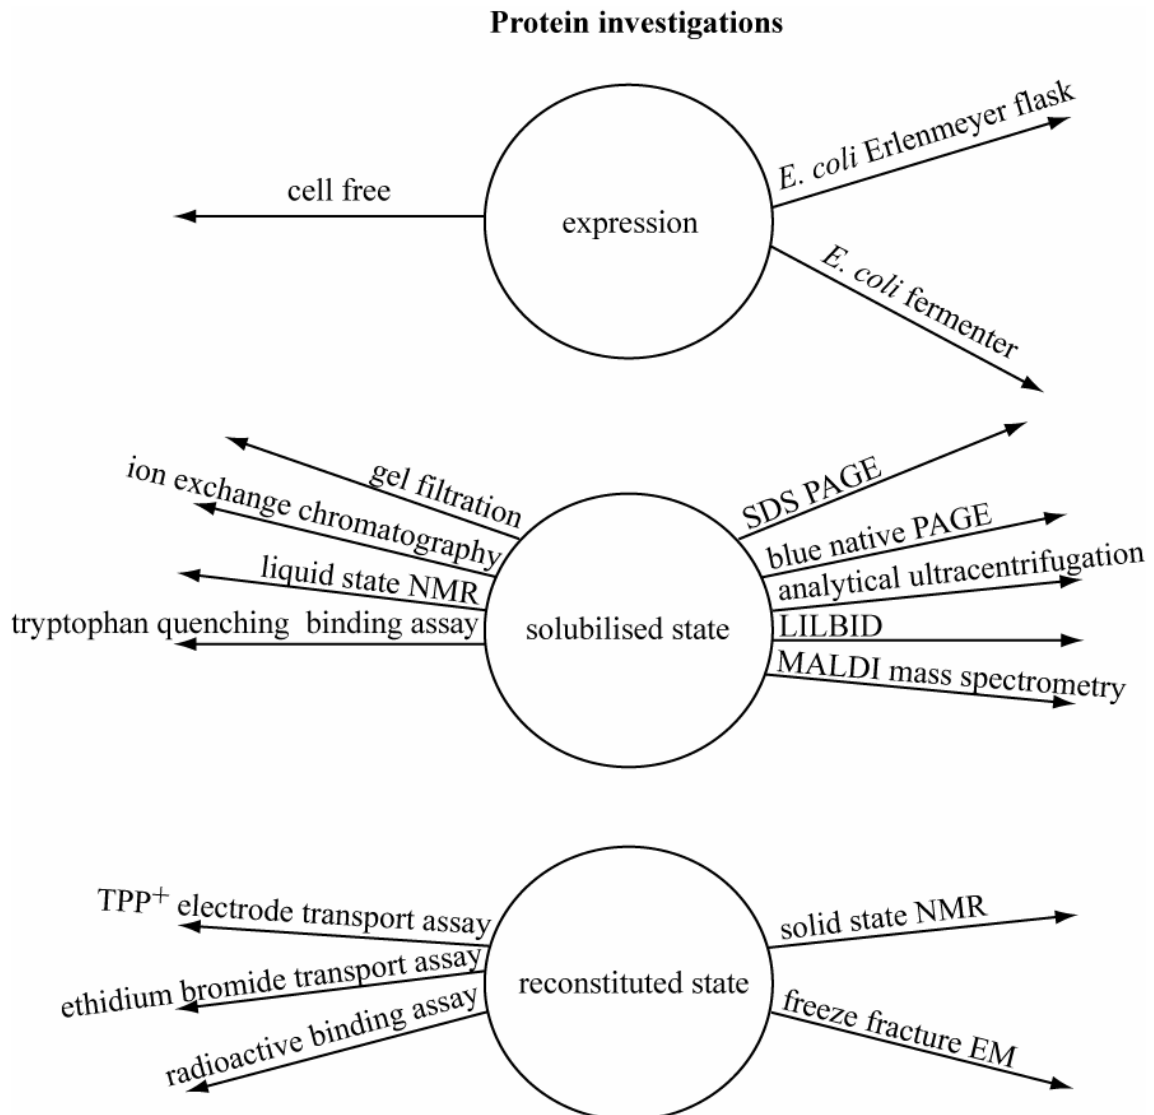 Protein investigations
cell free
expression
E. coli Erlenmeyer flask
E. coli fermenter
gel filtration
ion exchange chromatography
liquid state NMR
tryptophan quenching binding assay
solubilised state
SDS PAGE
blue native PAGE
analytical ultracentrifugation
LILBID
MALDI mass spectrometry
TPP⁺ electrode transport assay
ethidium bromide transport assay
radioactive binding assay
reconstituted state
solid state NMR
freeze fracture EM